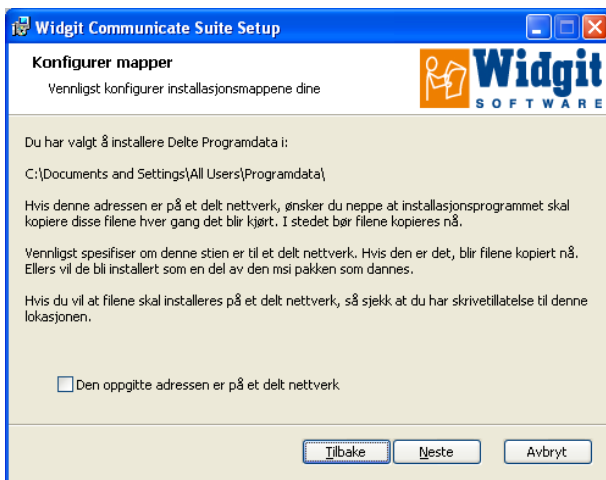 Widgit Communicate Suite Setup
Konfigurer mapper
Vennligst konfigurer installasjonsmappene dine
Widgit
SOFTWARE
Du har valgt å installere Delte Programdata i:
C:\Documents and Settings\All Users\Programdata\
Hvis denne adressen er på et delt nettverk, ønsker du neppe at installasjonsprogrammet skal
kopiere disse filene hver gang det blir kjørt. I stedet bør filene kopieres nå.
Vennligst spesifiser om denne stien er til et delt nettverk. Hvis den er det, blir filene kopiert nå.
Ellers vil de bli installert som en del av den msi pakken som dannes.
Hvis du vil at filene skal installeres på et delt nettverk, så sjekk at du har skrivetillatelse til denne
lokasjonen.
Den oppgitte adressen er på et delt nettverk
Tilbake
Neste
Avbryt